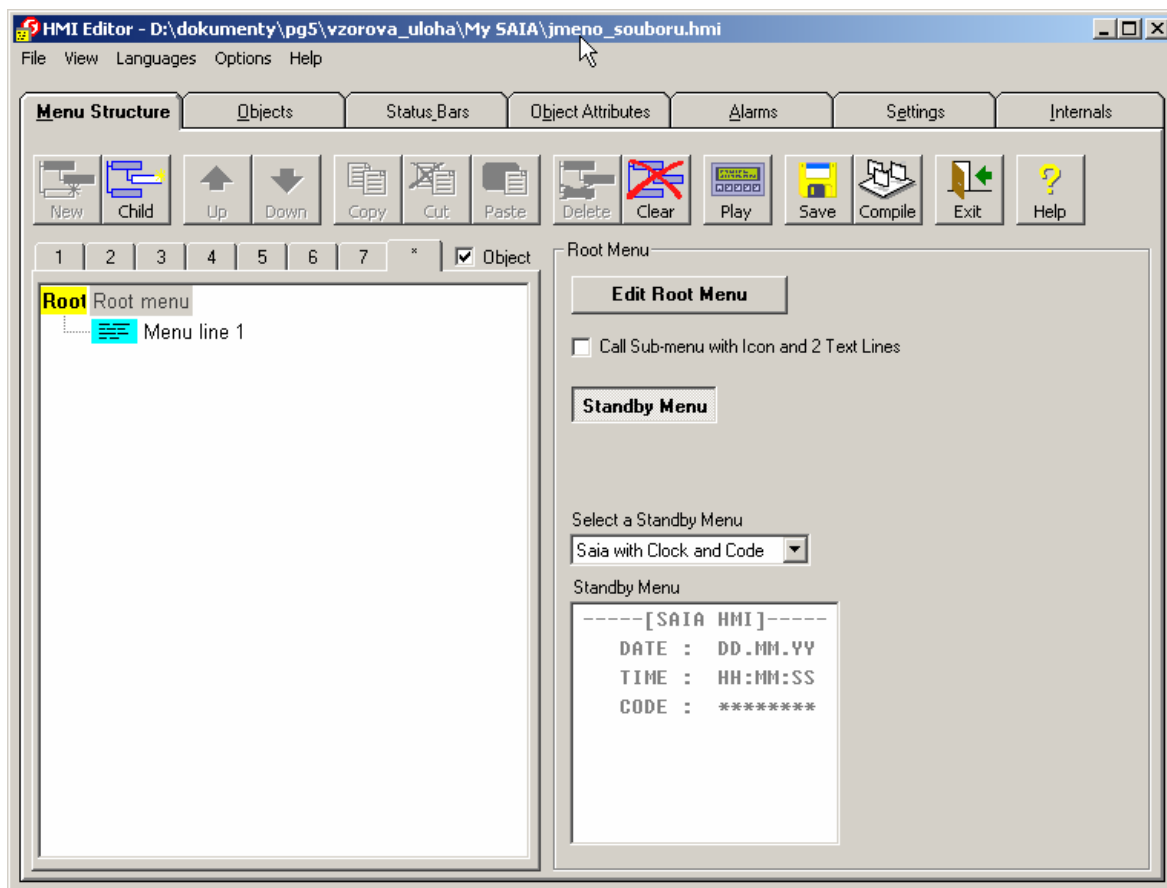 HMI Editor - D:\dokumenty\pg5\vzorova_uloha\My SAIA\jmeno_souboru.hmi
File View Languages Options Help
Menu Structure Objects Status Bars Object Attributes Alarms Settings Internals
New Child Up Down Copy Cut Paste Delete Clear Play Save Compile Exit Help
1 2 3 4 5 6 7 * Object
Root Menu
Root Root menu
Menu line 1
Edit Root Menu
Call Sub-menu with Icon and 2 Text Lines
Standby Menu
Select a Standby Menu
Saia with Clock and Code
Standby Menu
-----[SAIA HMI]-----
DATE : DD.MM.YY
TIME : HH:MM:SS
CODE : ********